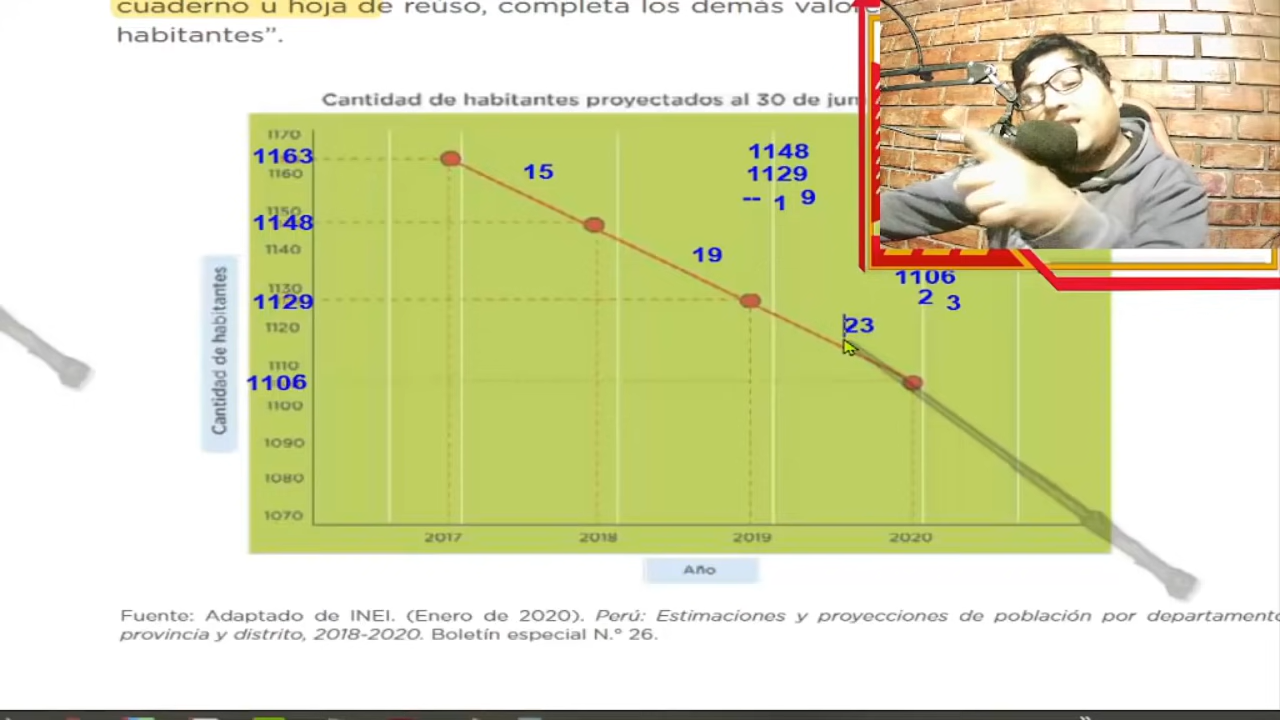 cuaderno u hoja de reúso, completa los demás
habitantes”.
Cantidad de habitantes proyectados al 30 de
1170
1163
1160
1150
1148
1140
1130
1129
1120
1110
1106
1100
1090
1080
1070
Cantidad de habitantes
15
19
23
1148
1129
-- 1 9
1106
2 3
2017 2018 2019 2020
Año
Fuente: Adaptado de INEI. (Enero de 2020). Perú: Estimaciones y proyecciones de población por
provincia y distrito, 2018-2020. Boletín especial N.° 26.